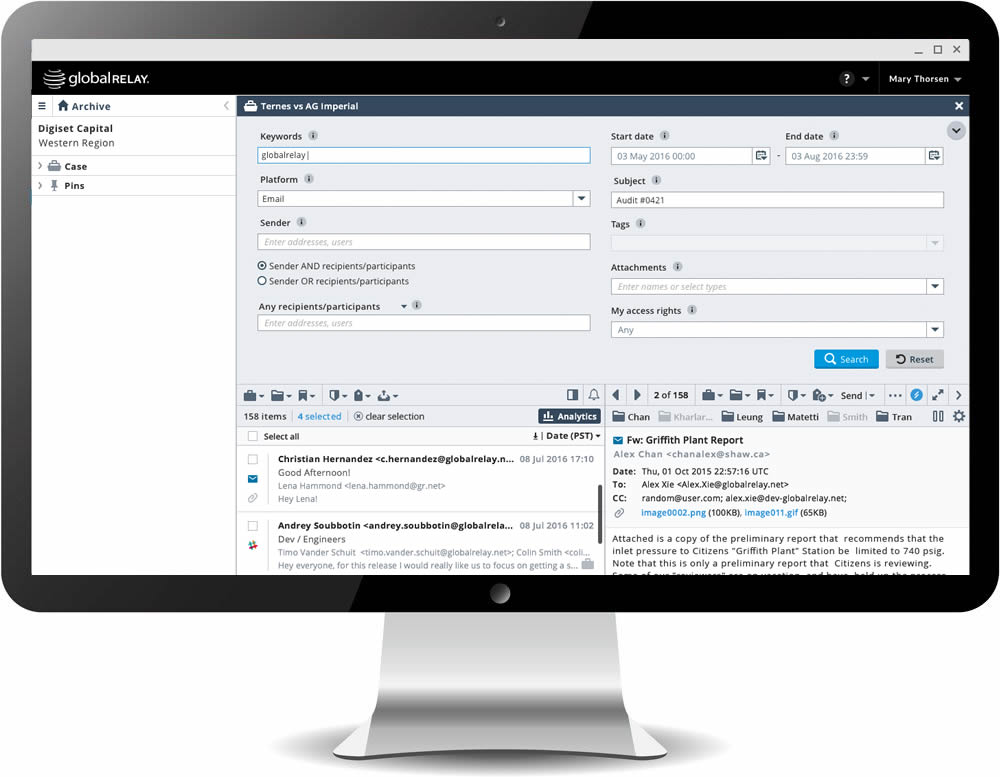 globalRELAY.
? Mary Thorsen
Archive
Digiset Capital
Western Region
Case
Pins
Ternes vs AG Imperial
Keywords
globalrelay
Platform
Email
Sender
Enter addresses, users
Sender AND recipients/participants
Sender OR recipients/participants
Any recipients/participants
Enter addresses, users
Start date
03 May 2016 00:00
-
End date
03 Aug 2016 23:59
Subject
Audit #0421
Tags
Attachments
Enter names or select types
My access rights
Any
Search
Reset
158 items 4 selected clear selection Analytics
Select all Date (PST)
Christian Hernandez <c.hernandez@globalrelay.n... 08 Jul 2016 17:10
Good Afternoon!
Lena Hammond <lena.hammond@gr.net>
Hey Lena!
Andrey Soubbotin <andrey.soubbotin@globalrela... 08 Jul 2016 11:02
Dev / Engineers
Timo Vander Schuit <timo.vander.schuit@globalrelay.net>; Colin Smith <coli...
Hey everyone, for this release I would really like us to focus on getting a s...
2 of 158 Send
Chan Kharlar... Leung Matetti Smith Tran
Fw: Griffith Plant Report
Alex Chan <chanalex@shaw.ca>
Date: Thu, 01 Oct 2015 22:57:16 UTC
To: Alex Xie <Alex.Xie@globalrelay.net>
CC: random@user.com; alex.xie@dev-globalrelay.net;
image0002.png (100KB), image011.gif (65KB)
Attached is a copy of the preliminary report that recommends that the
inlet pressure to Citizens "Griffith Plant" Station be limited to 740 psig.
Note that this is only a preliminary report that Citizens is reviewing.